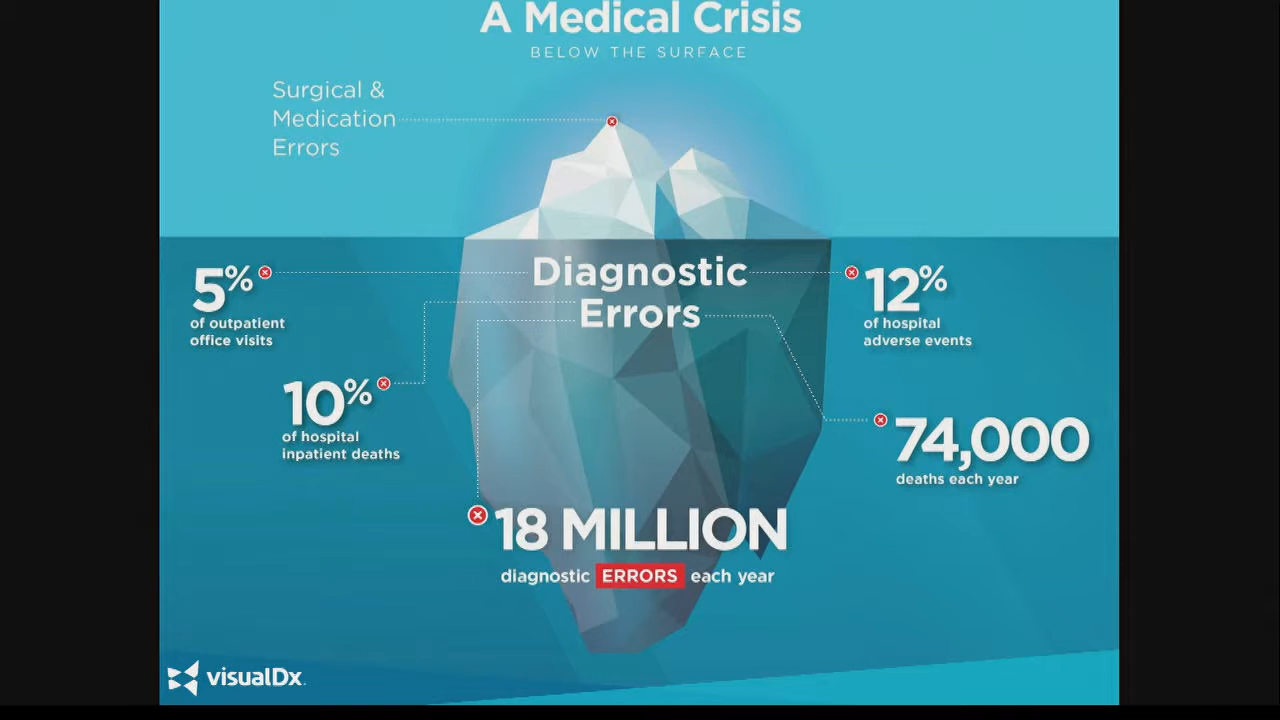 A Medical Crisis
BELOW THE SURFACE
Surgical &
Medication
Errors
Diagnostic
Errors
5%
of outpatient
office visits
12%
of hospital
adverse events
10%
of hospital
inpatient deaths
74,000
deaths each year
18 MILLION
diagnostic ERRORS each year
visualDx.